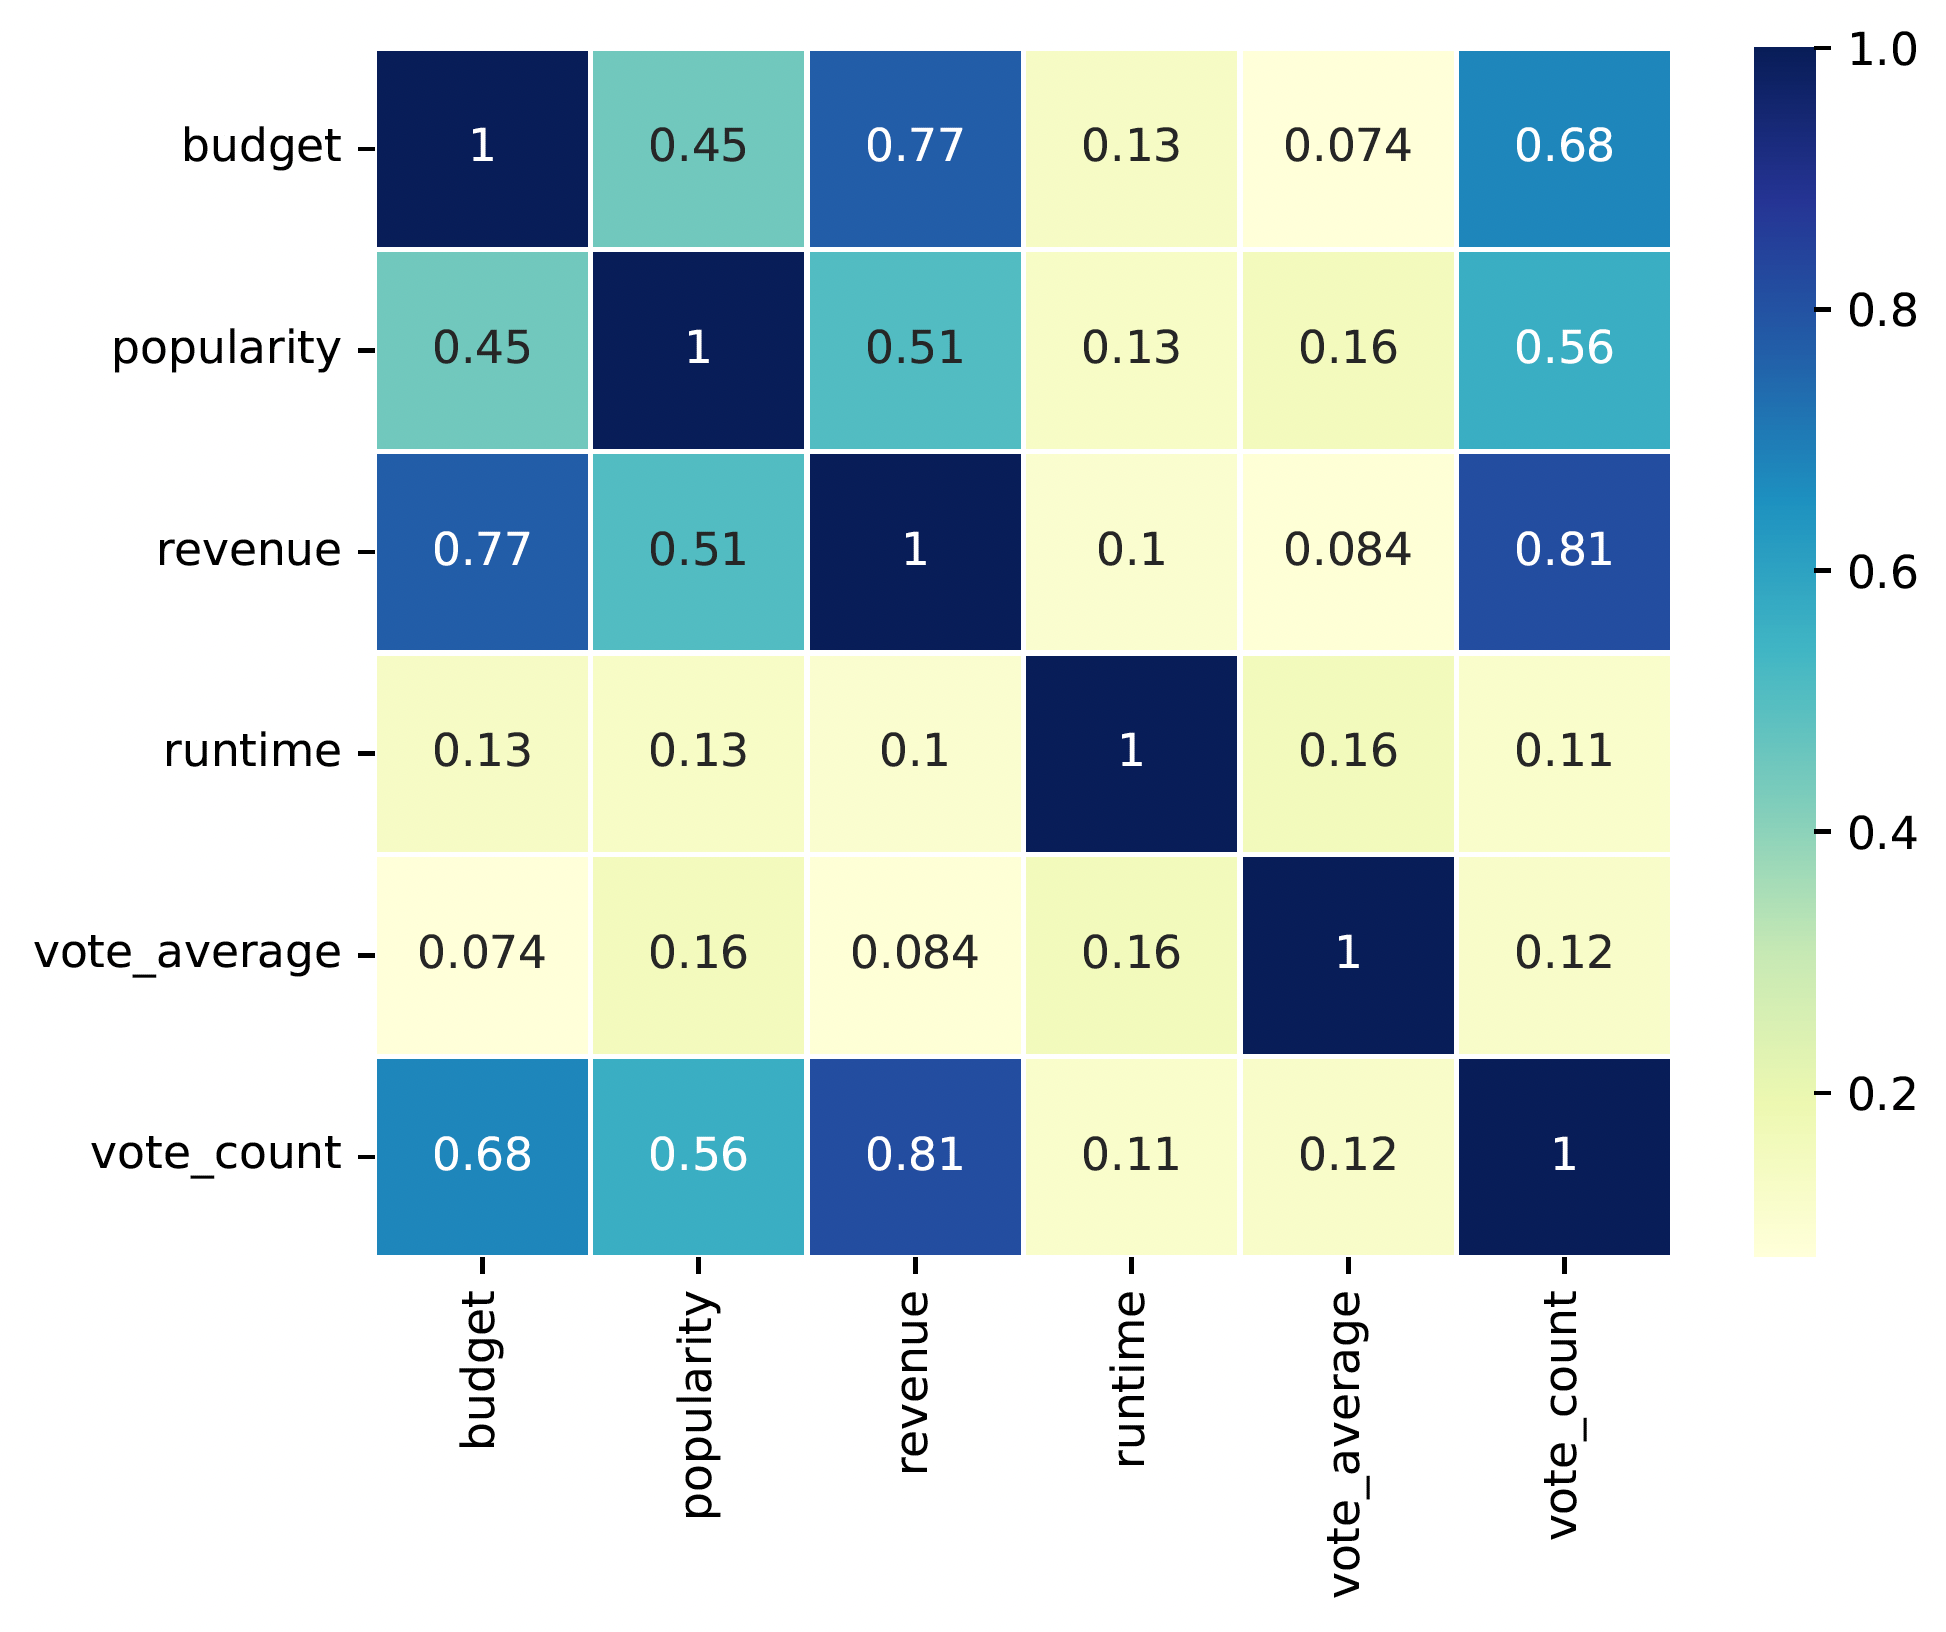 budget 1 0.45 0.77 0.13 0.074 0.68
popularity 0.45 1 0.51 0.13 0.16 0.56
revenue 0.77 0.51 1 0.1 0.084 0.81
runtime 0.13 0.13 0.1 1 0.16 0.11
vote_average 0.074 0.16 0.084 0.16 1 0.12
vote_count 0.68 0.56 0.81 0.11 0.12 1
budget
popularity
revenue
runtime
vote_average
vote_count
1.0
0.8
0.6
0.4
0.2